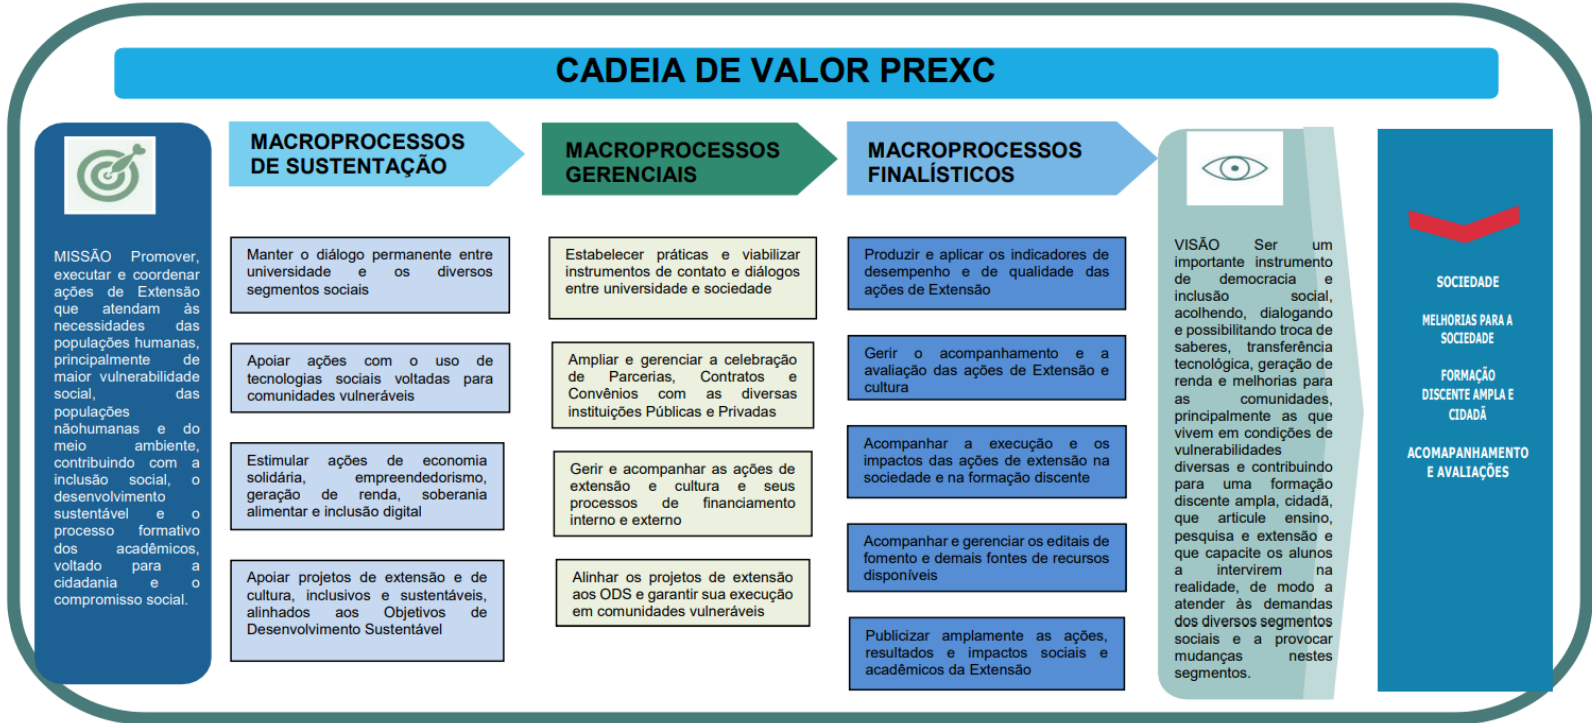 CADEIA DE VALOR PREXC
MISSÃO Promover,
executar e coordenar
ações de Extensão
que atendam às
necessidades das
populações humanas,
principalmente de
maior vulnerabilidade
social, das
populações
nãohumanas e do
meio ambiente,
contribuindo com a
inclusão social, o
desenvolvimento
sustentável e o
processo formativo
dos acadêmicos,
voltado para a
cidadania e o
compromisso social.
MACROPROCESSOS
DE SUSTENTAÇÃO
Manter o diálogo permanente entre
universidade e os diversos
segmentos sociais
Apoiar ações com o uso de
tecnologias sociais voltadas para
comunidades vulneráveis
Estimular ações de economia
solidária, empreendedorismo,
geração de renda, soberania
alimentar e inclusão digital
Apoiar projetos de extensão e de
cultura, inclusivos e sustentáveis,
alinhados aos Objetivos de
Desenvolvimento Sustentável
MACROPROCESSOS
GERENCIAIS
Estabelecer práticas e viabilizar
instrumentos de contato e diálogos
entre universidade e sociedade
Ampliar e gerenciar a celebração
de Parcerias, Contratos e
Convênios com as diversas
instituições Públicas e Privadas
Gerir e acompanhar as ações de
extensão e cultura e seus
processos de financiamento
interno e externo
Alinhar os projetos de extensão
aos ODS e garantir sua execução
em comunidades vulneráveis
MACROPROCESSOS
FINALÍSTICOS
Produzir e aplicar os indicadores de
desempenho e de qualidade das
ações de Extensão
Gerir o acompanhamento e a
avaliação das ações de Extensão e
cultura
Acompanhar a execução e os
impactos das ações de extensão na
sociedade e na formação discente
Acompanhar e gerenciar os editais de
fomento e demais fontes de recursos
disponíveis
Publicizar amplamente as ações,
resultados e impactos sociais e
acadêmicos da Extensão
VISÃO Ser um
importante instrumento
de democracia e
inclusão social,
acolhendo, dialogando
e possibilitando troca de
saberes, transferência
tecnológica, geração de
renda e melhorias para
as comunidades,
principalmente as que
vivem em condições de
vulnerabilidades
diversas e contribuindo
para uma formação
discente ampla, cidadã,
que articule ensino,
pesquisa e extensão e
que capacite os alunos
a intervirem na
realidade, de modo a
atender às demandas
dos diversos segmentos
sociais e a provocar
mudanças nestes
segmentos.
SOCIEDADE
MELHORIAS PARA A
SOCIEDADE
FORMAÇÃO
DISCENTE AMPLA E
CIDADÃ
ACOMAPANHAMENTO
E AVALIAÇÕES